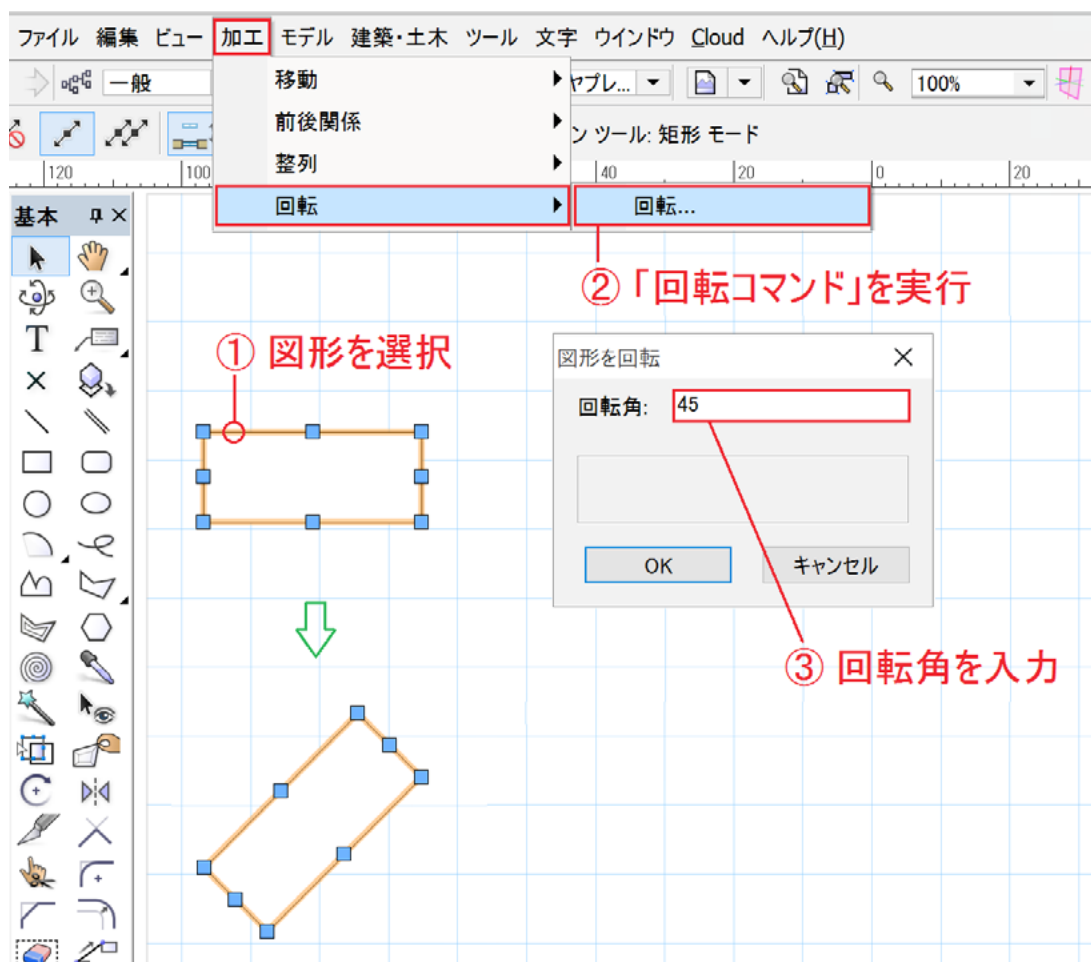 ファイル 編集 ビュー 加工 モデル 建築・土木 ツール 文字 ウインドウ Cloud ヘルプ(H)
一般 移動 ヤプレ... 100%
前後関係 ン ツール: 矩形 モード
整列
120 100 40 20 0 20
回転 回転...
基本
② 「回転コマンド」を実行
① 図形を選択
図形を回転
回転角: 45
OK キャンセル
③ 回転角を入力